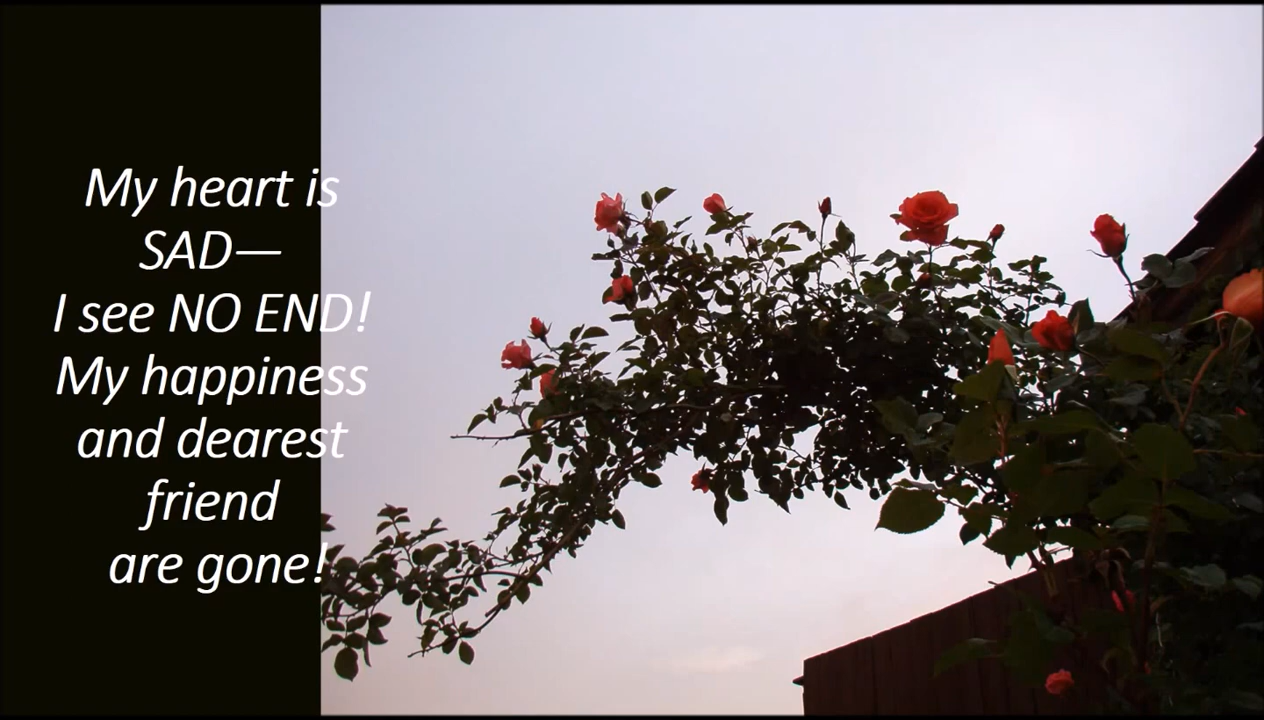 My heart is
SAD—
I see NO END!
My happiness
and dearest
friend
are gone!